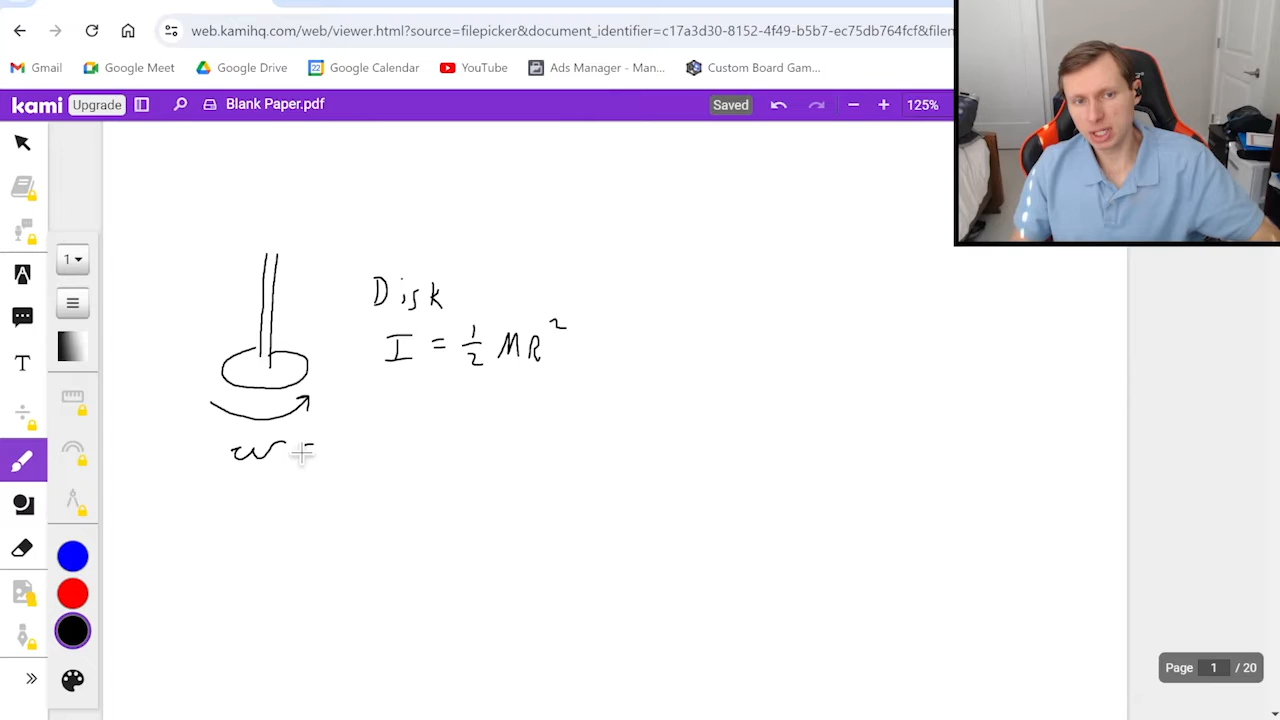 web.kamihq.com/web/viewer.html?source=filepicker&document_identifier=c17a3d30-8152-4f49-b5b7-ec75db764fcf&filen
Gmail Google Meet Google Drive 22 Google Calendar YouTube Ads Manager - Man... Custom Board Gam...
kami Upgrade Blank Paper.pdf Saved 125%
1
Disk
I = 1/2 MR²
ω =
T
Page 1 / 20